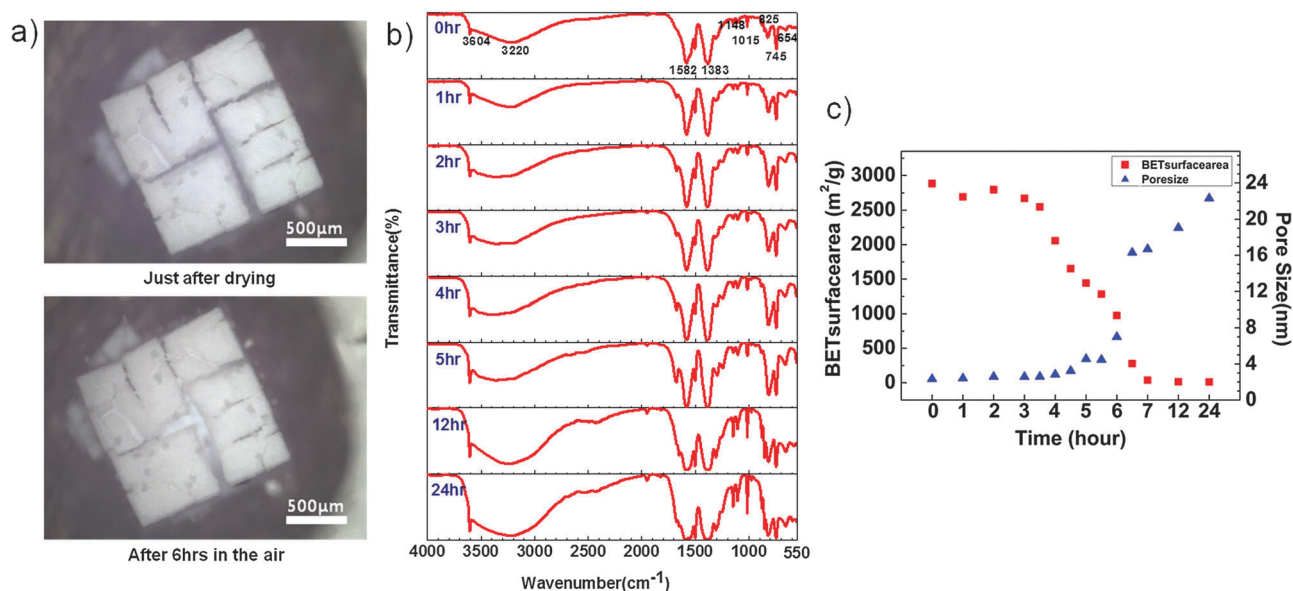 a)
500µm
Just after drying
500µm
After 6hrs in the air
b)
Transmittance(%)
0hr
3604
3220
1582
1383
1148
1015
825
745
654
1hr
2hr
3hr
4hr
5hr
12hr
24hr
4000 3500 3000 2500 2000 1500 1000 550
Wavenumber(cm-1)
c)
BETsurfacearea (m2/g)
3000
2500
2000
1500
1000
500
0
BETsurfacearea
Poresize
24
20
16
12
8
4
0
Pore Size(nm)
0 1 2 3 4 5 6 7 12 24
Time (hour)